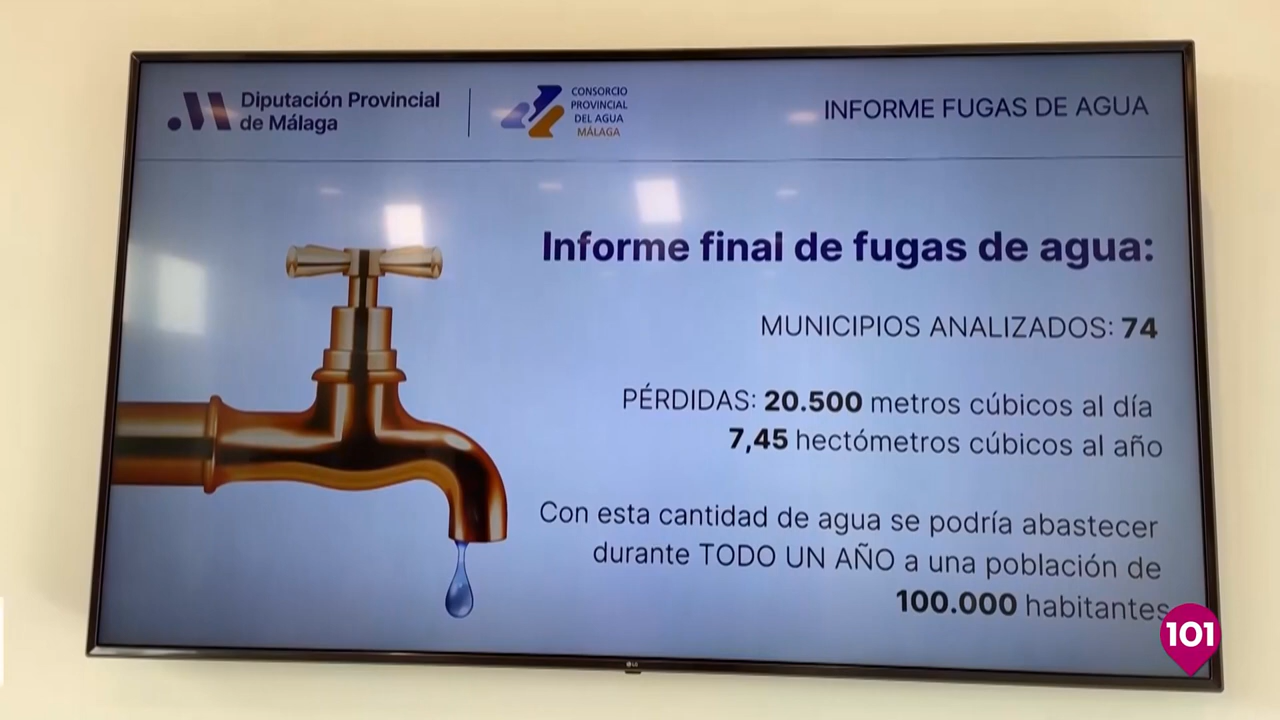 Diputación Provincial
de Málaga
CONSORCIO
PROVINCIAL
DEL AGUA
MÁLAGA
INFORME FUGAS DE AGUA
Informe final de fugas de agua:
MUNICIPIOS ANALIZADOS: 74
PÉRDIDAS: 20.500 metros cúbicos al día
7,45 hectómetros cúbicos al año
Con esta cantidad de agua se podría abastecer
durante TODO UN AÑO a una población de
100.000 habitantes
101
LG